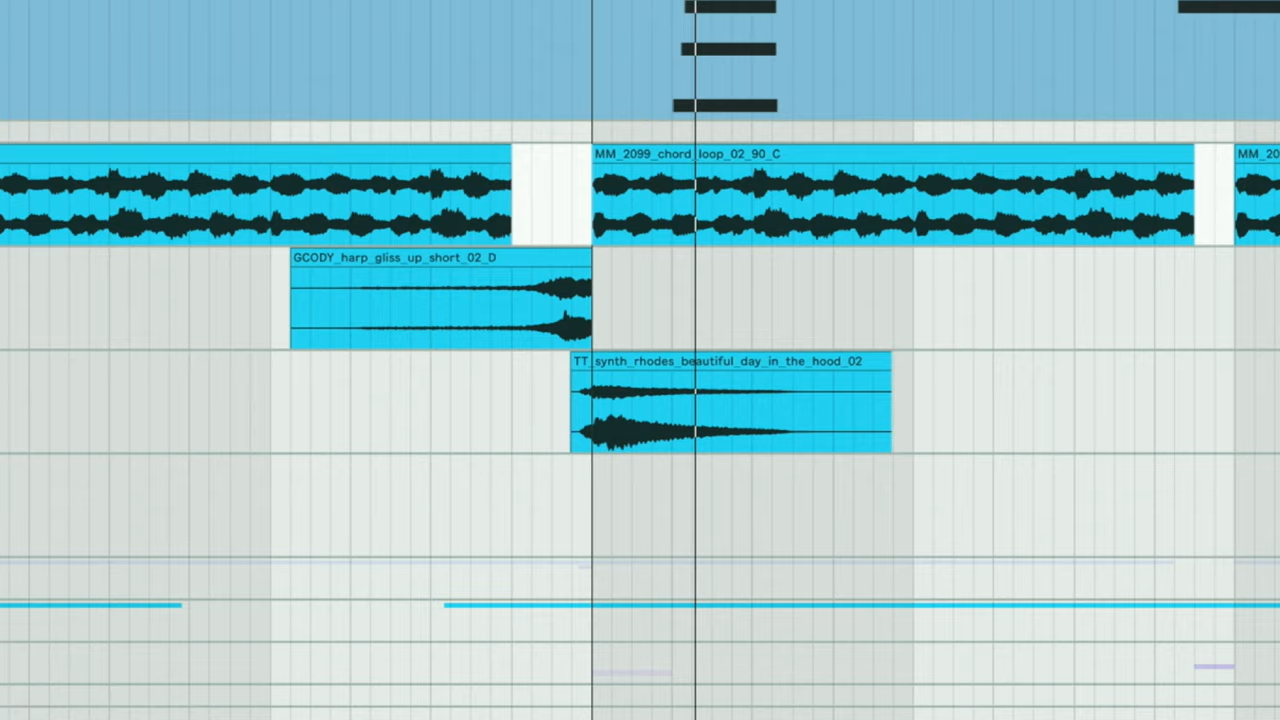 MM_2099_chord_loop_02_90_C
MM_20
GCODY_harp_gliss_up_short_02_D
TT_synth_rhodes_beautiful_day_in_the_hood_02